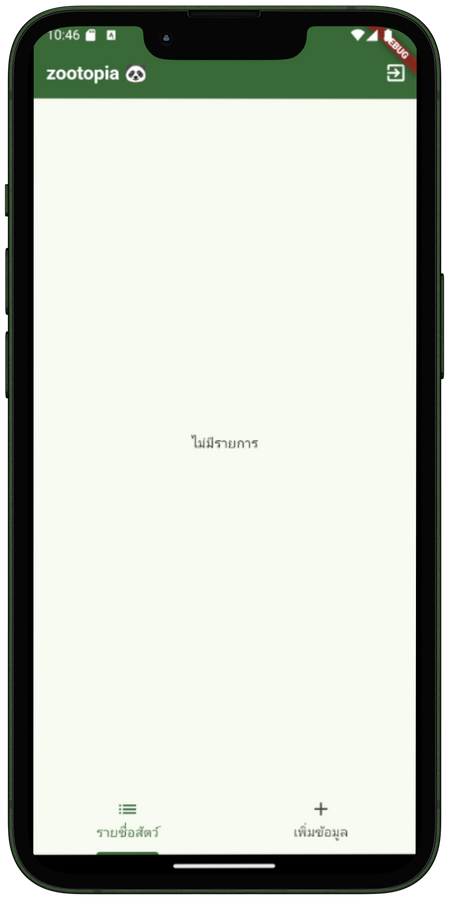 10:46
zootopia 🐼
ไม่มีรายการ
รายชื่อสัตว์
เพิ่มข้อมูล